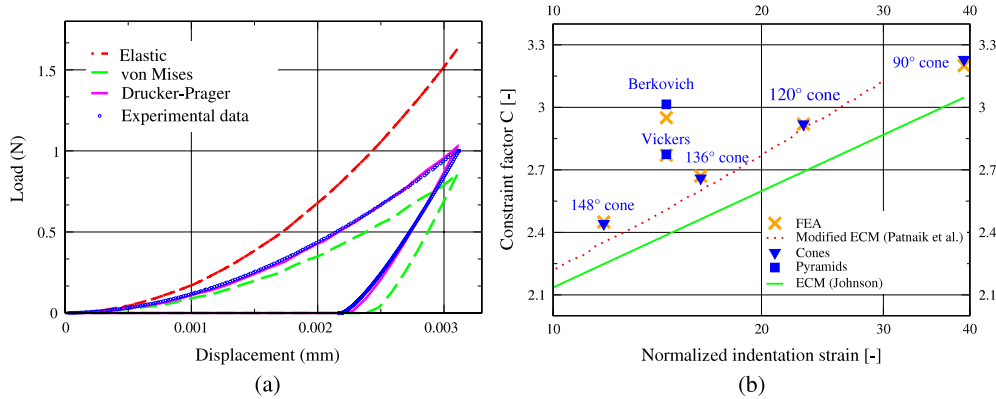 Elastic
von Mises
Drucker-Prager
Experimental data
1.5
1
0.5
0
0
0.001
0.002
0.003
Load (N)
Displacement (mm)
(a)
10
20
30
40
3.3
3
2.7
2.4
2.1
3.3
3
2.7
2.4
2.1
Berkovich
Vickers
136° cone
148° cone
120° cone
90° cone
FEA
Modified ECM (Patnaik et al.)
Cones
Pyramids
ECM (Johnson)
10
20
30
40
Constraint factor C [-]
Normalized indentation strain [-]
(b)